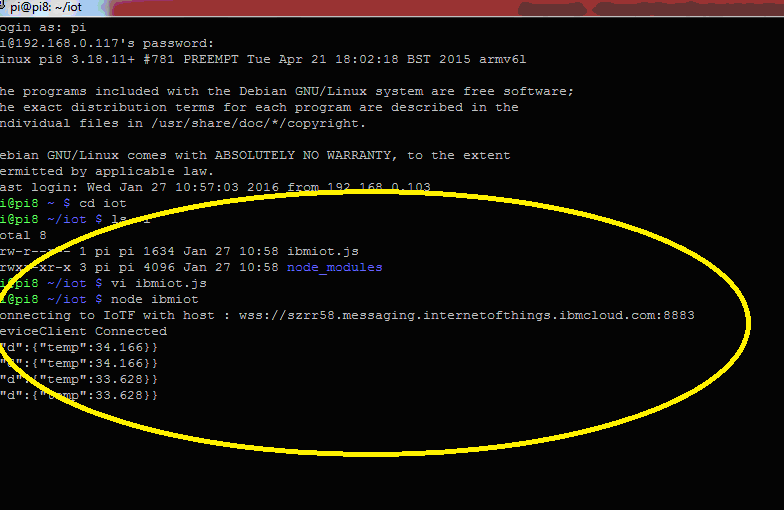 pi@pi8: ~/iot
ogin as: pi
i@192.168.0.117's password:
inux pi8 3.18.11+ #781 PREEMPT Tue Apr 21 18:02:18 BST 2015 armv6l
he programs included with the Debian GNU/Linux system are free software;
he exact distribution terms for each program are described in the
ndividual files in /usr/share/doc/*/copyright.
ebian GNU/Linux comes with ABSOLUTELY NO WARRANTY, to the extent
ermitted by applicable law.
ast login: Wed Jan 27 10:57:03 2016 from 192.168.0.103
i@pi8 ~ $ cd iot
i@pi8 ~/iot $ ls
otal 8
1 pi pi 1634 Jan 27 10:58 ibmiot.js
3 pi pi 4096 Jan 27 10:58 node_modules
i@pi8 ~/iot $ vi ibmiot.js
i@pi8 ~/iot $ node ibmiot
onnecting to IoTF with host : wss://szrr58.messaging.internetofthings.ibmcloud.com:8883
eviceClient Connected
"d":{"temp":34.166}}
"d":{"temp":34.166}}
"d":{"temp":33.628}}
"d":{"temp":33.628}}